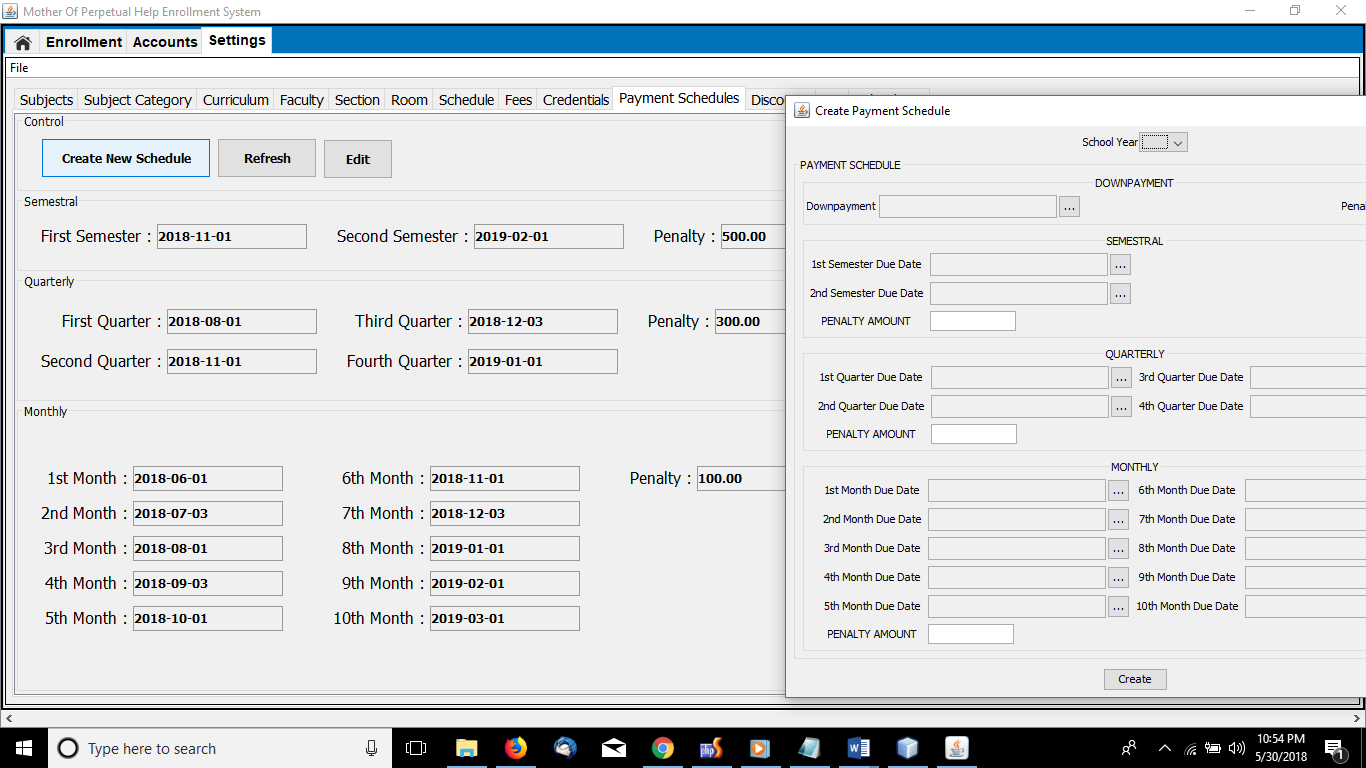 Mother Of Perpetual Help Enrollment System
Enrollment Accounts Settings
File
Subjects Subject Category Curriculum Faculty Section Room Schedule Fees Credentials Payment Schedules
Control
Create New Schedule Refresh Edit
Semestral
First Semester : 2018-11-01 Second Semester : 2019-02-01 Penalty : 500.00
Quarterly
First Quarter : 2018-08-01 Third Quarter : 2018-12-03 Penalty : 300.00
Second Quarter : 2018-11-01 Fourth Quarter : 2019-01-01
Monthly
1st Month : 2018-06-01 6th Month : 2018-11-01 Penalty : 100.00
2nd Month : 2018-07-03 7th Month : 2018-12-03
3rd Month : 2018-08-01 8th Month : 2019-01-01
4th Month : 2018-09-03 9th Month : 2019-02-01
5th Month : 2018-10-01 10th Month : 2019-03-01
Create Payment Schedule
School Year
PAYMENT SCHEDULE
DOWNPAYMENT
Downpayment ... Pena
SEMESTRAL
1st Semester Due Date ...
2nd Semester Due Date ...
PENALTY AMOUNT
QUARTERLY
1st Quarter Due Date ... 3rd Quarter Due Date
2nd Quarter Due Date ... 4th Quarter Due Date
PENALTY AMOUNT
MONTHLY
1st Month Due Date ... 6th Month Due Date
2nd Month Due Date ... 7th Month Due Date
3rd Month Due Date ... 8th Month Due Date
4th Month Due Date ... 9th Month Due Date
5th Month Due Date ... 10th Month Due Date
PENALTY AMOUNT
Create
Type here to search
php
10:54 PM
5/30/2018
1